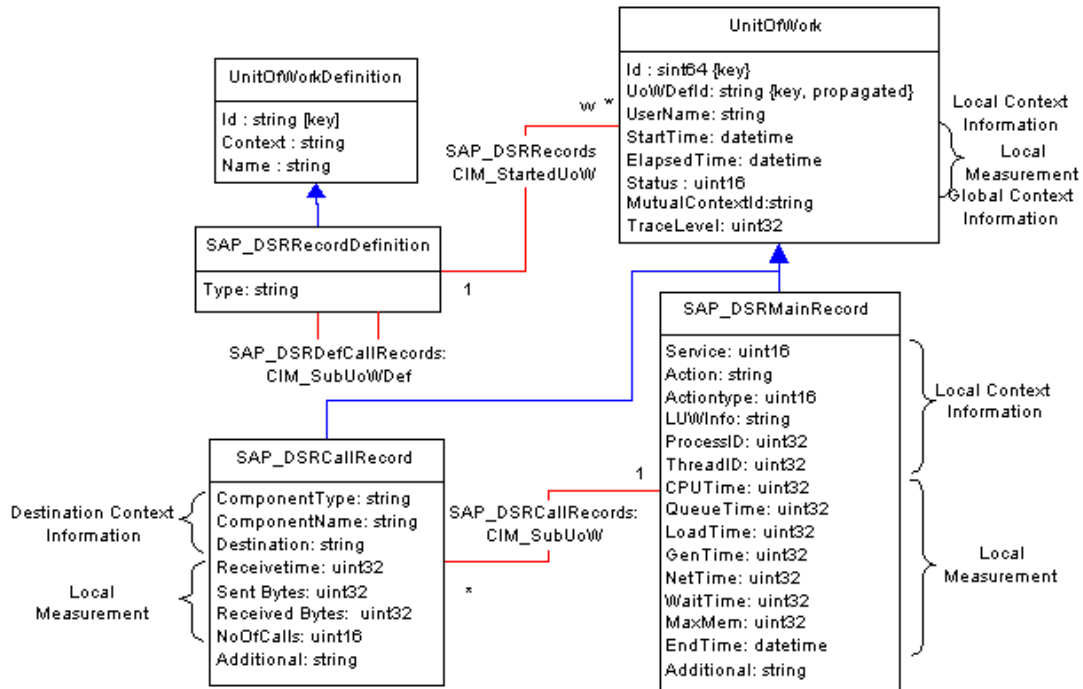 UnitOfWork
Id : sint64 {key}
UoWDefId: string {key, propagated}
UserName: string
StartTime: datetime
ElapsedTime: datetime
Status : uint16
MutualContextId:string
TraceLevel: uint32
Local Context
Information
Local
Measurement
Global Context
Information
UnitOfWorkDefinition
Id : string [key]
Context : string
Name : string
w *
SAP_DSRRecords
CIM_StartedUoW
SAP_DSRRecordDefinition
Type: string
1
SAP_DSRDefCallRecords:
CIM_SubUoWDef
SAP_DSRMainRecord
Service: uint16
Action: string
Actiontype: uint16
LUWInfo: string
ProcessID: uint32
ThreadID: uint32
CPUTime: uint32
QueueTime: uint32
LoadTime: uint32
GenTime: uint32
NetTime: uint32
WaitTime: uint32
MaxMem: uint32
EndTime: datetime
Additional: string
Local Context
Information
Local
Measurement
SAP_DSRCallRecord
ComponentType: string
ComponentName: string
Destination: string
Receivetime: uint32
Sent Bytes: uint32
Received Bytes: uint32
NoOfCalls: uint16
Additional: string
Destination Context
Information
Local
Measurement
1
SAP_DSRCallRecords:
CIM_SubUoW
*